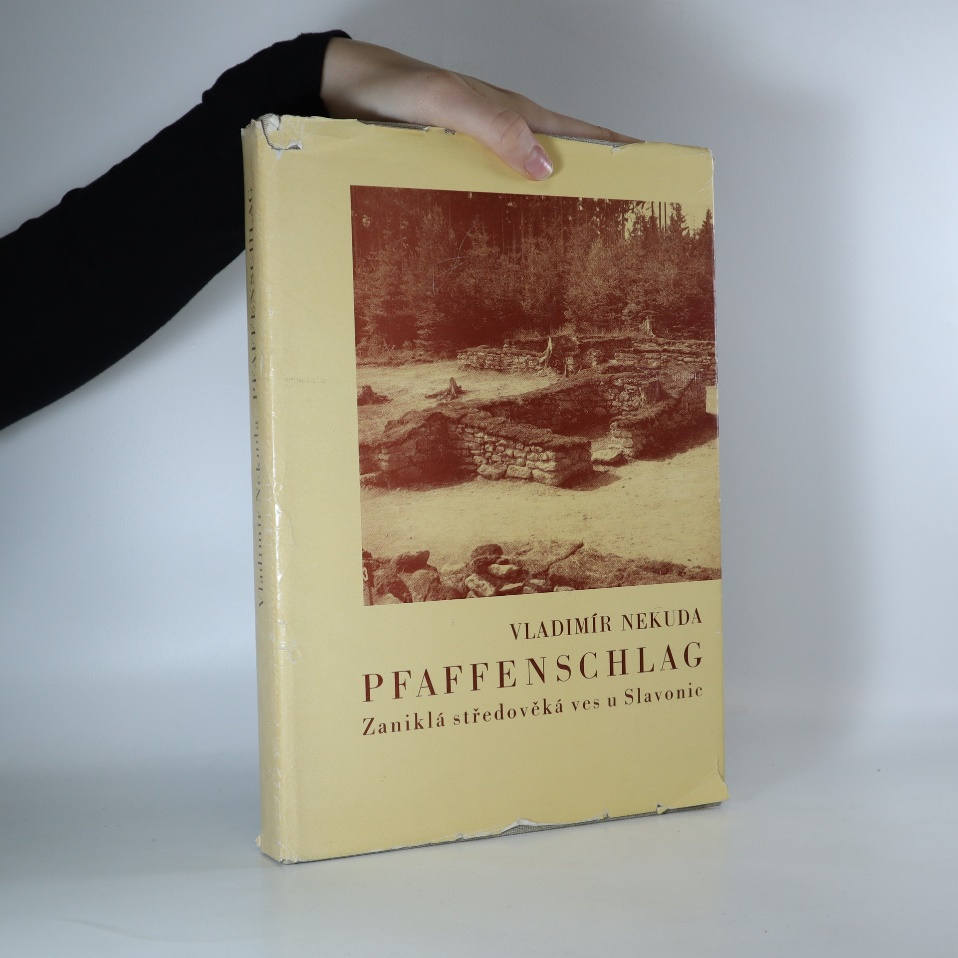 VLADIMÍR NEKUDA
PFAFFENSCHLAG
Zaniklá středověká ves u Slavonic
Vladimír Nekuda PFAFFENSCHLAG